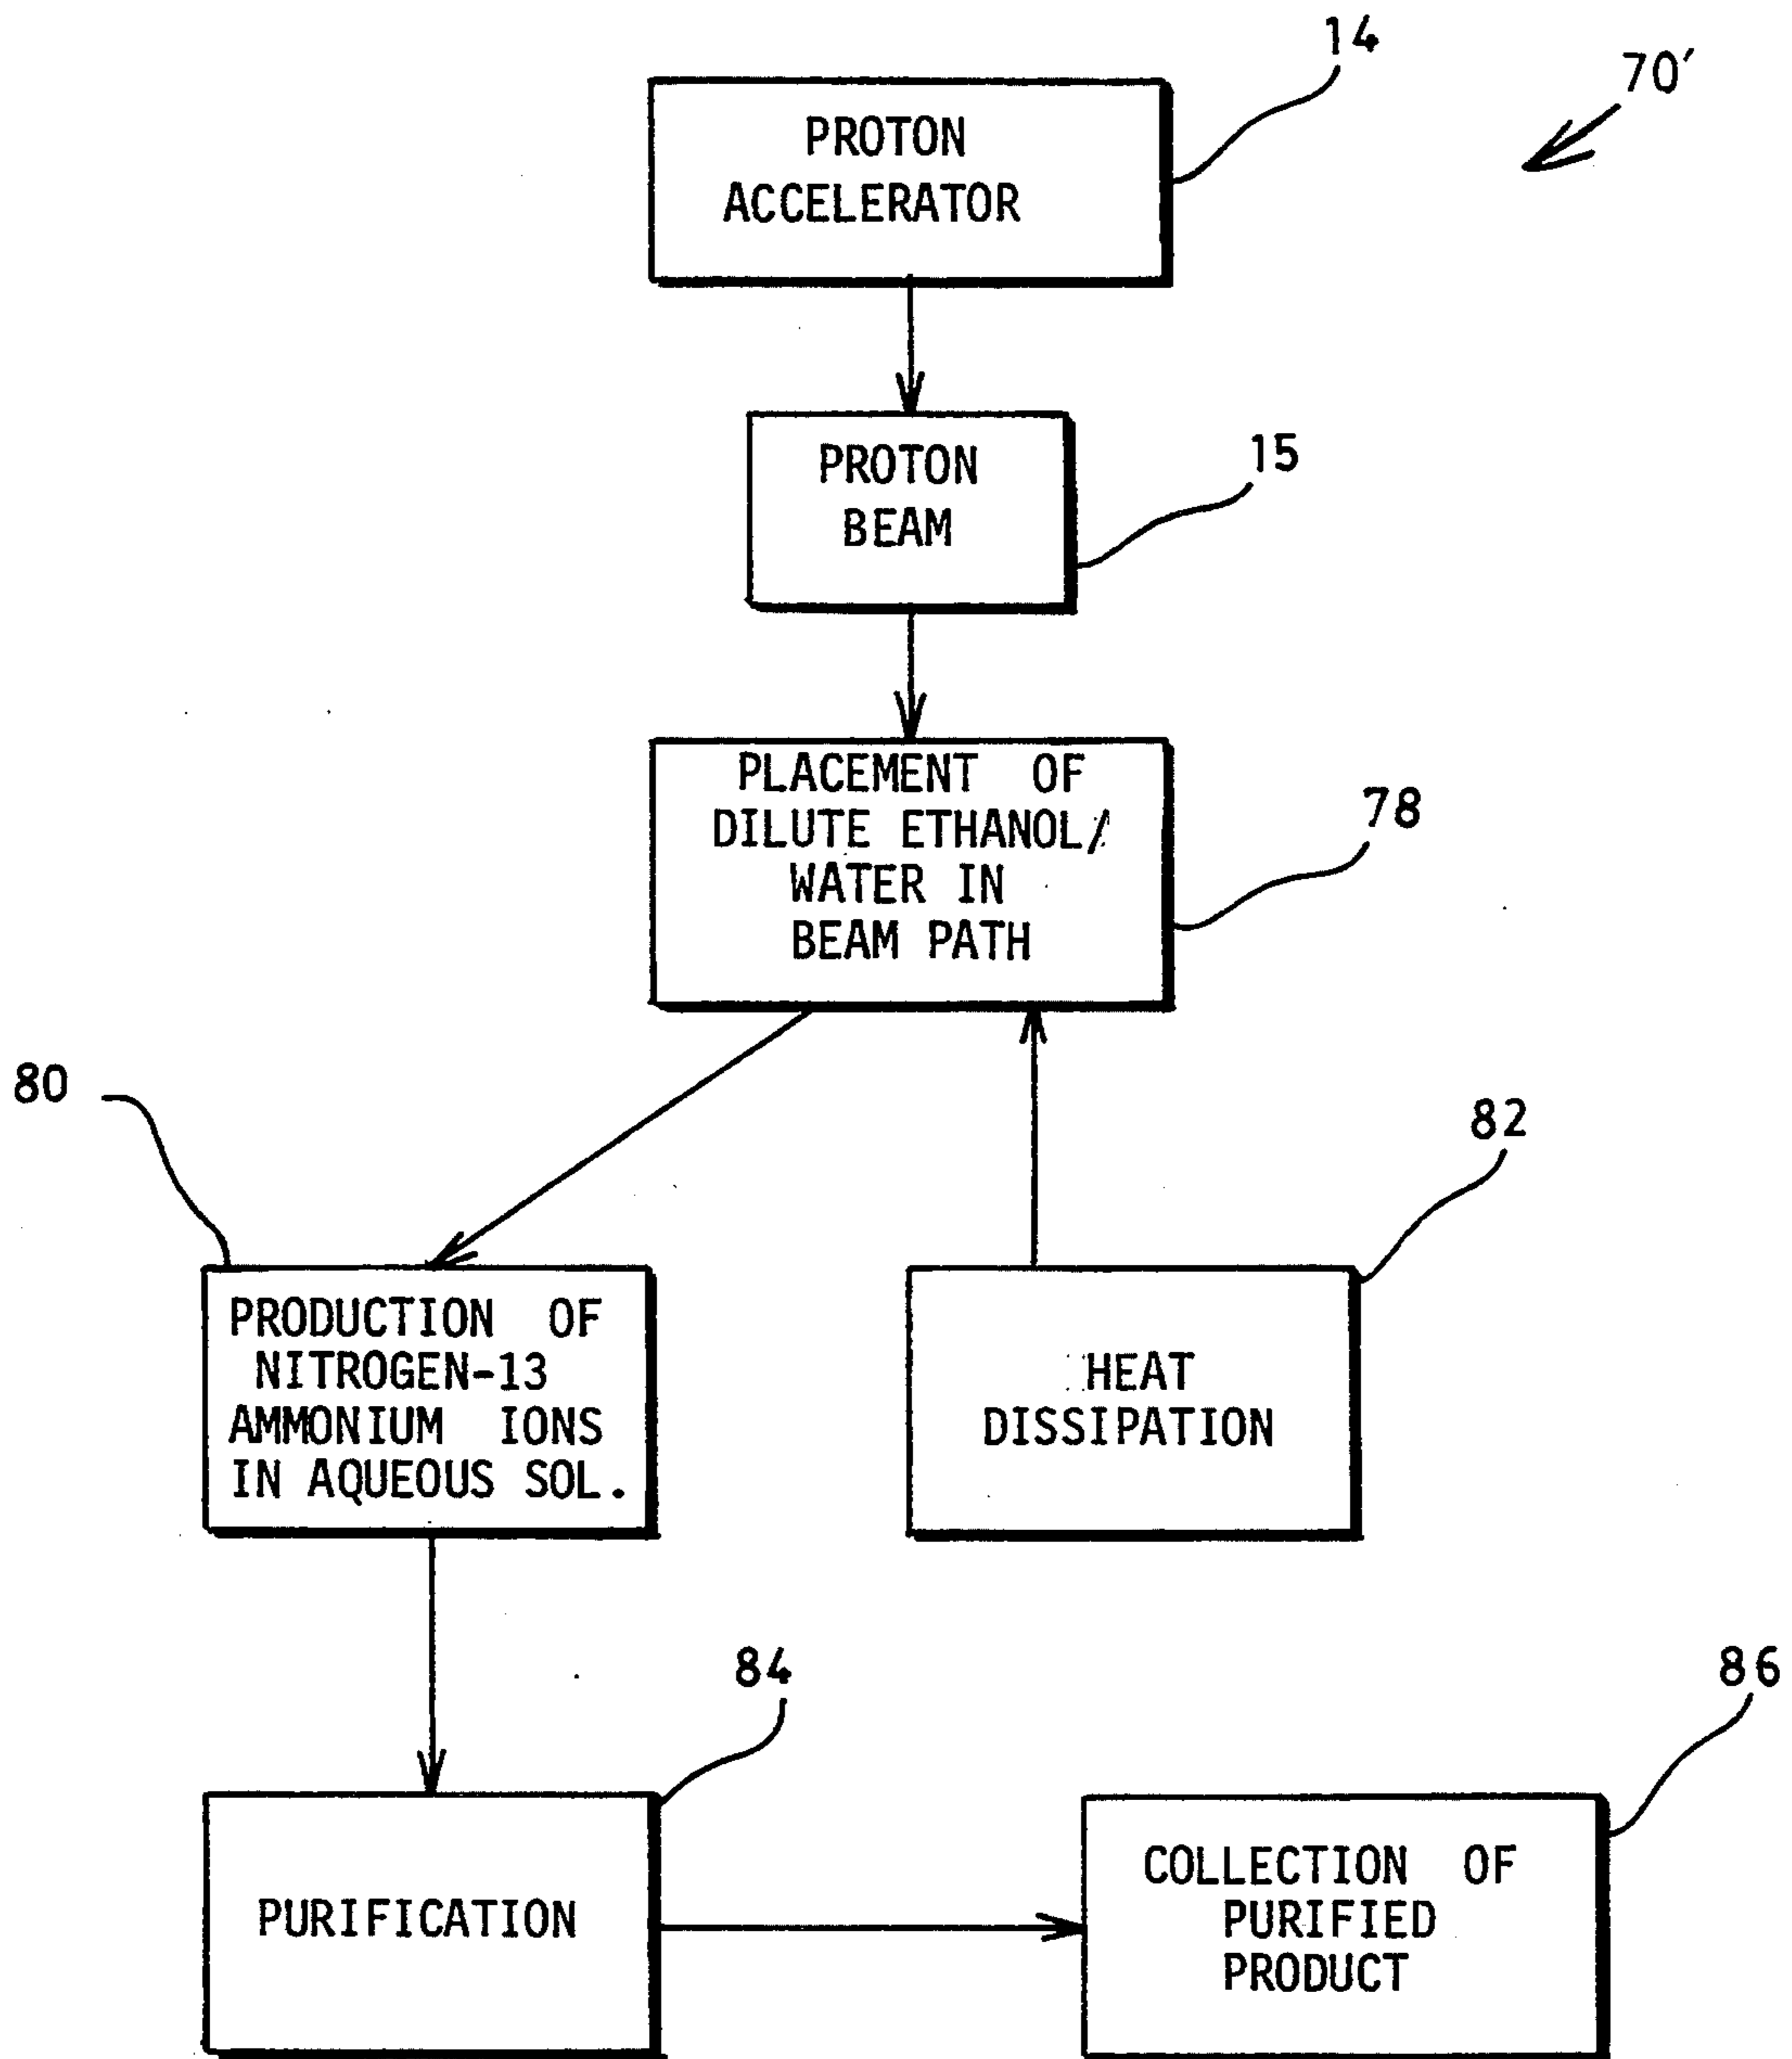 14
70′
PROTON
ACCELERATOR
15
PROTON
BEAM
78
PLACEMENT OF
DILUTE ETHANOL/
WATER IN
BEAM PATH
80
82
PRODUCTION OF
NITROGEN-13
AMMONIUM IONS
IN AQUEOUS SOL.
HEAT
DISSIPATION
84
86
PURIFICATION
COLLECTION OF
PURIFIED
PRODUCT